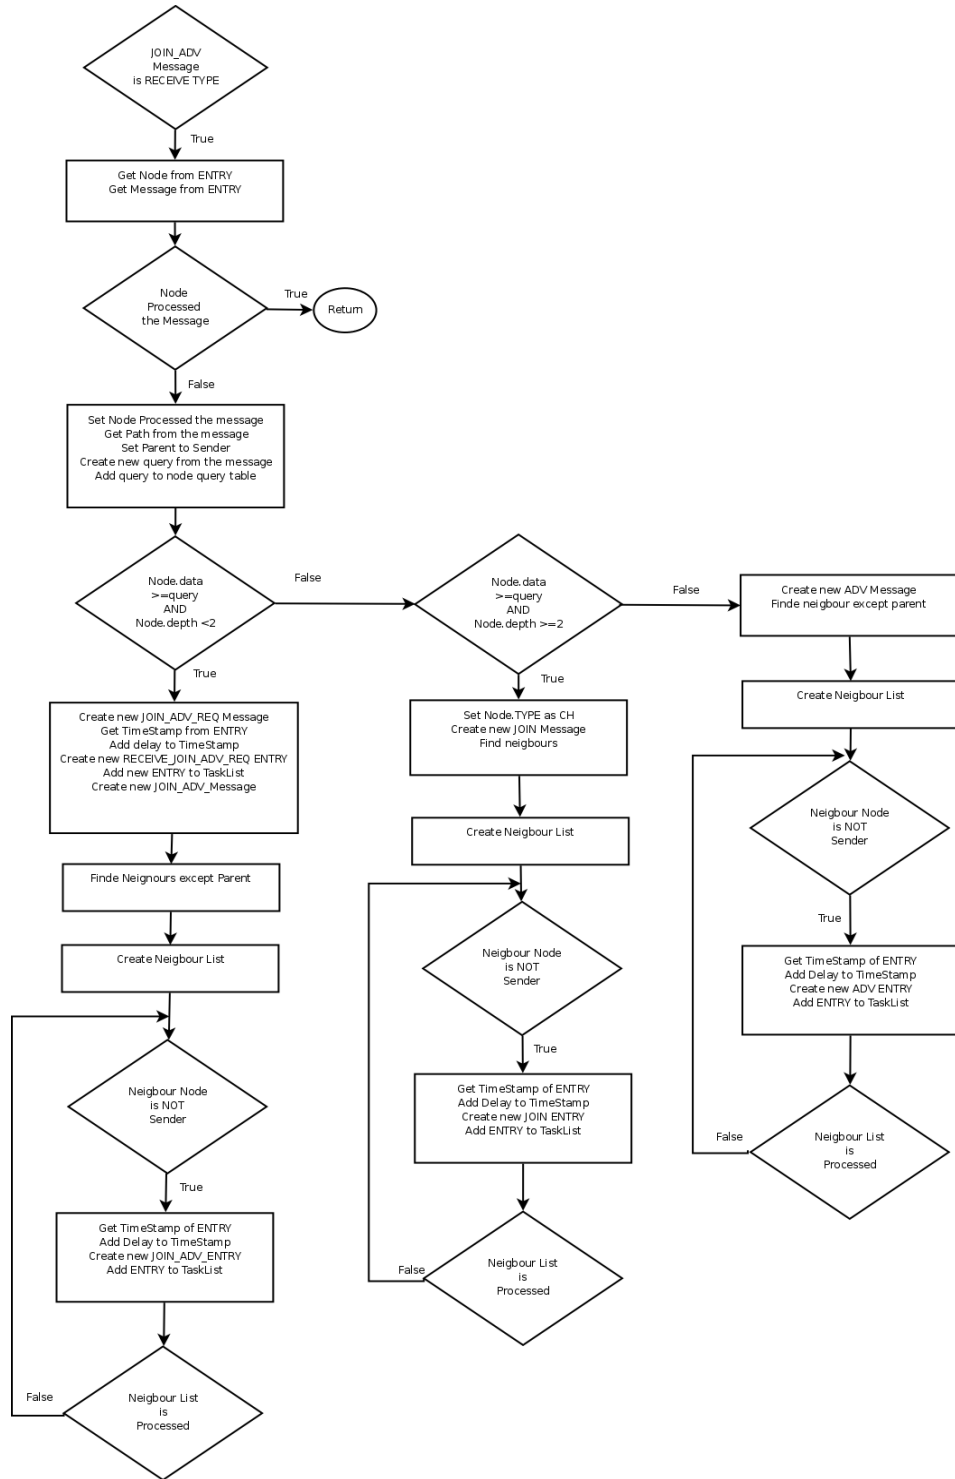 JOIN_ADV
Message
is RECEIVE TYPE
True
Get Node from ENTRY
Get Message from ENTRY
Node
Processed
the Message
True
Return
False
Set Node Processed the message
Get Path from the message
Set Parent to Sender
Create new query from the message
Add query to node query table
Node.data
>=query
AND
Node.depth <2
False
True
Create new JOIN_ADV_REQ Message
Get TimeStamp from ENTRY
Add delay to TimeStamp
Create new RECEIVE_JOIN_ADV_REQ ENTRY
Add new ENTRY to TaskList
Create new JOIN_ADV_Message
Finde Neignours except Parent
Create Neigbour List
Neigbour Node
is NOT
Sender
True
Get TimeStamp of ENTRY
Add Delay to TimeStamp
Create new JOIN_ADV_ENTRY
Add ENTRY to TaskList
Neigbour List
is
Processed
False
Node.data
>=query
AND
Node.depth >=2
False
True
Set Node.TYPE as CH
Create new JOIN Message
Find neigbours
Create Neigbour List
Neigbour Node
is NOT
Sender
True
Get TimeStamp of ENTRY
Add Delay to TimeStamp
Create new JOIN ENTRY
Add ENTRY to TaskList
Neigbour List
is
Processed
False
Create new ADV Message
Finde neigbour except parent
Create Neigbour List
Neigbour Node
is NOT
Sender
True
Get TimeStamp of ENTRY
Add Delay to TimeStamp
Create new ADV ENTRY
Add ENTRY to TaskList
Neigbour List
is
Processed
False